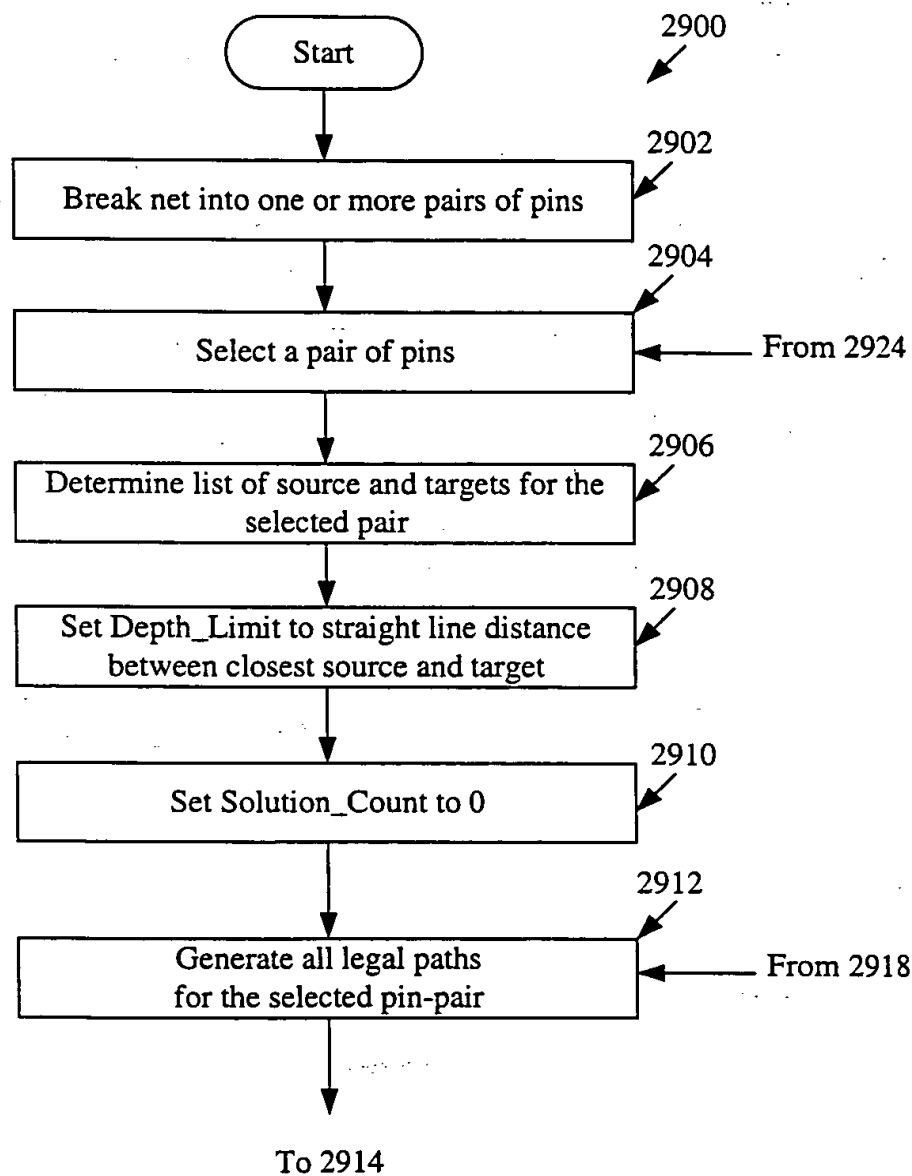 Start
2900
2902
Break net into one or more pairs of pins
2904
Select a pair of pins
From 2924
2906
Determine list of source and targets for the
selected pair
2908
Set Depth_Limit to straight line distance
between closest source and target
2910
Set Solution_Count to 0
2912
Generate all legal paths
for the selected pin-pair
From 2918
To 2914